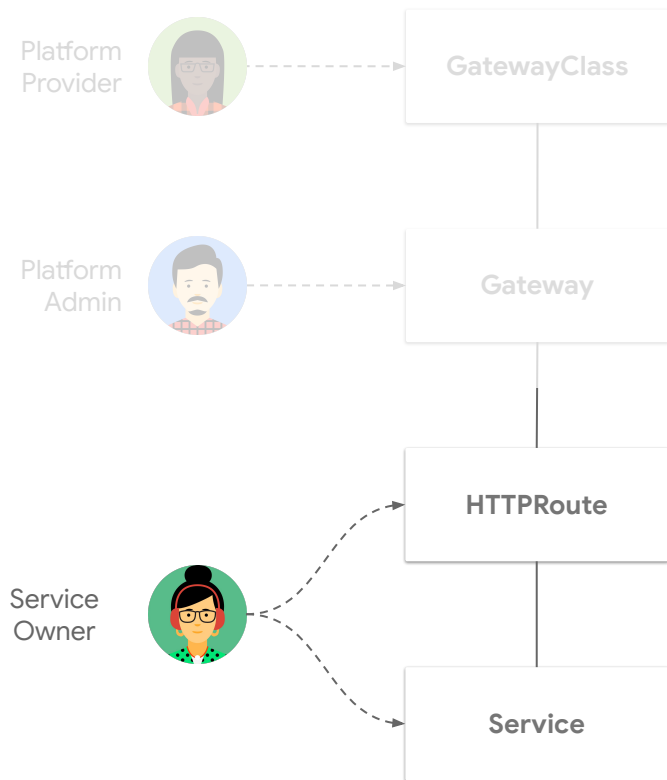 Platform
Provider
GatewayClass
Platform
Admin
Gateway
HTTPRoute
Service
Owner
Service